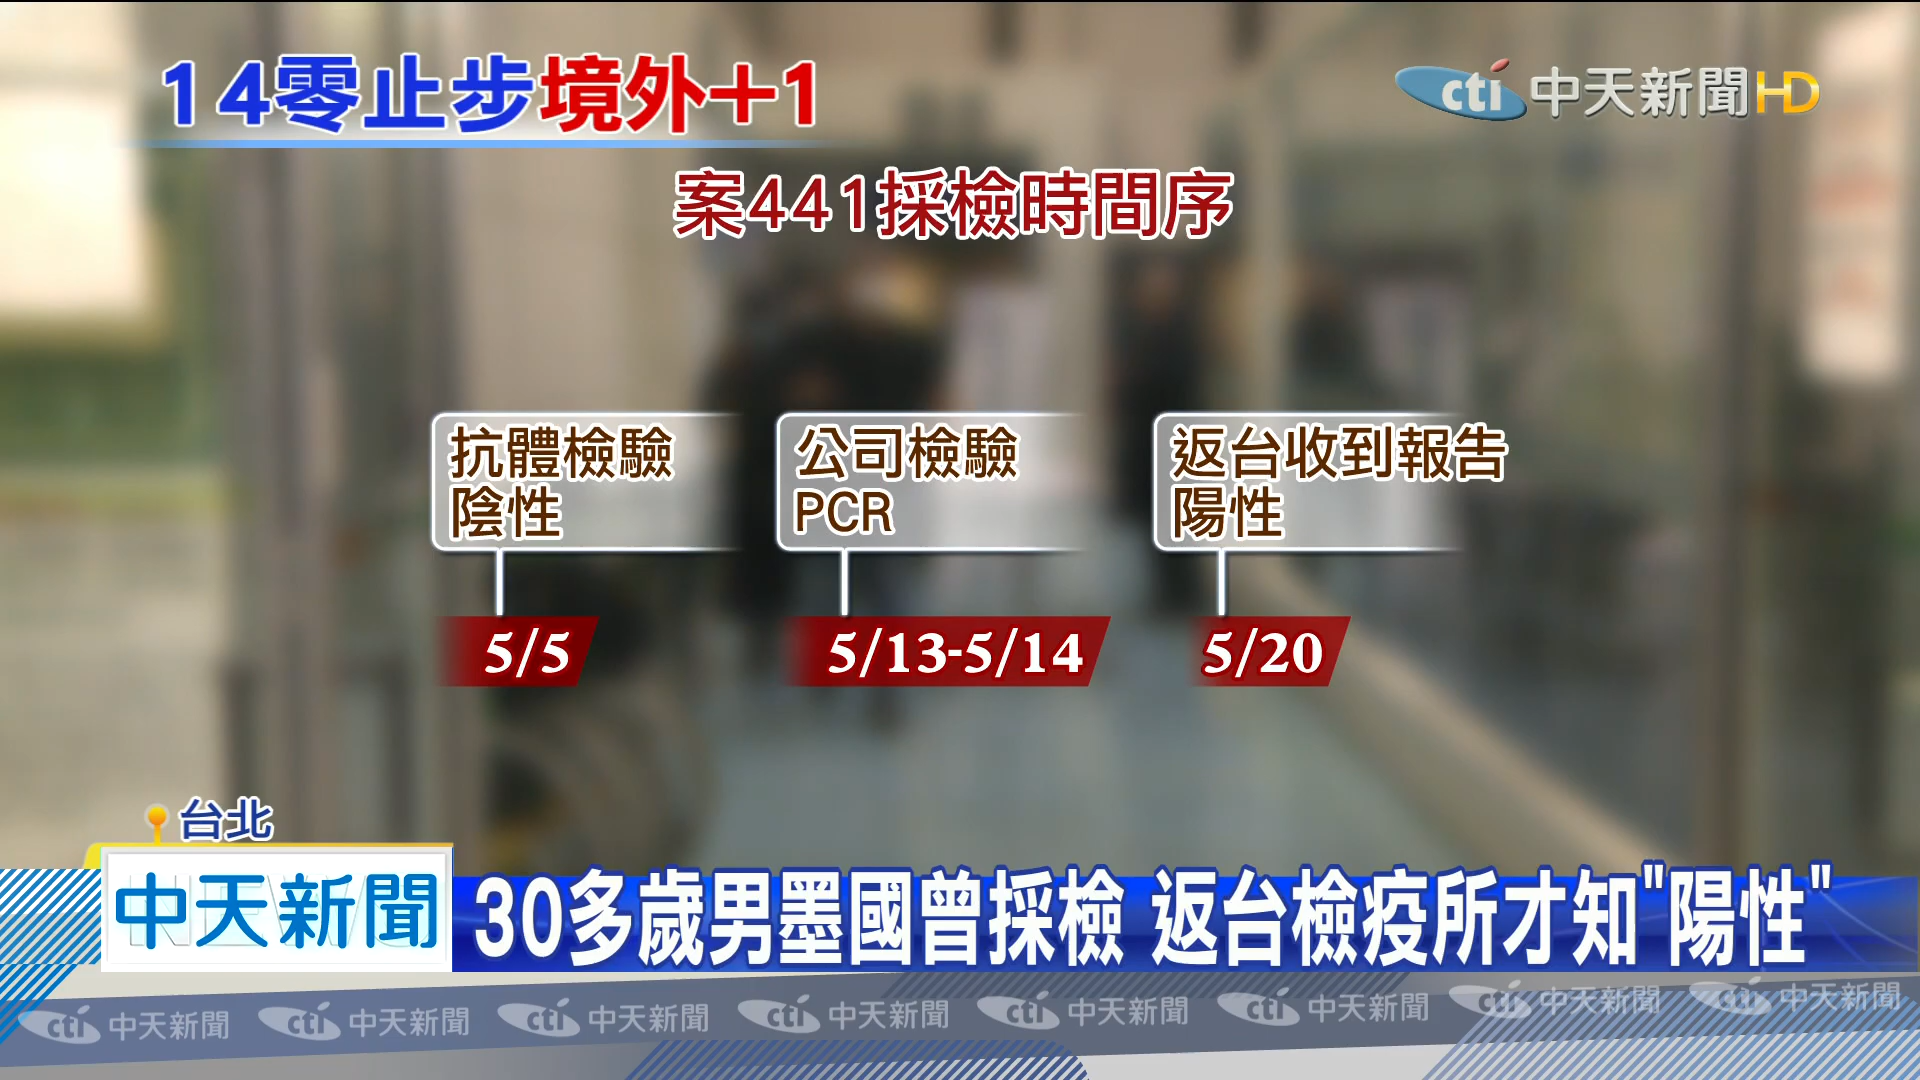 14零止步境外+1
cti 中天新聞HD
案441採檢時間序
抗體檢驗
陰性
公司檢驗
PCR
返台收到報告
陽性
5/5
5/13-5/14
5/20
台北
中天新聞
30多歲男墨國曾採檢 返台檢疫所才知"陽性"
cti 中天新聞 cti 中天新聞 cti 中天新聞 cti 中天新聞 cti 中天新聞 cti 中天新聞 cti 中天新聞 cti 中天新聞